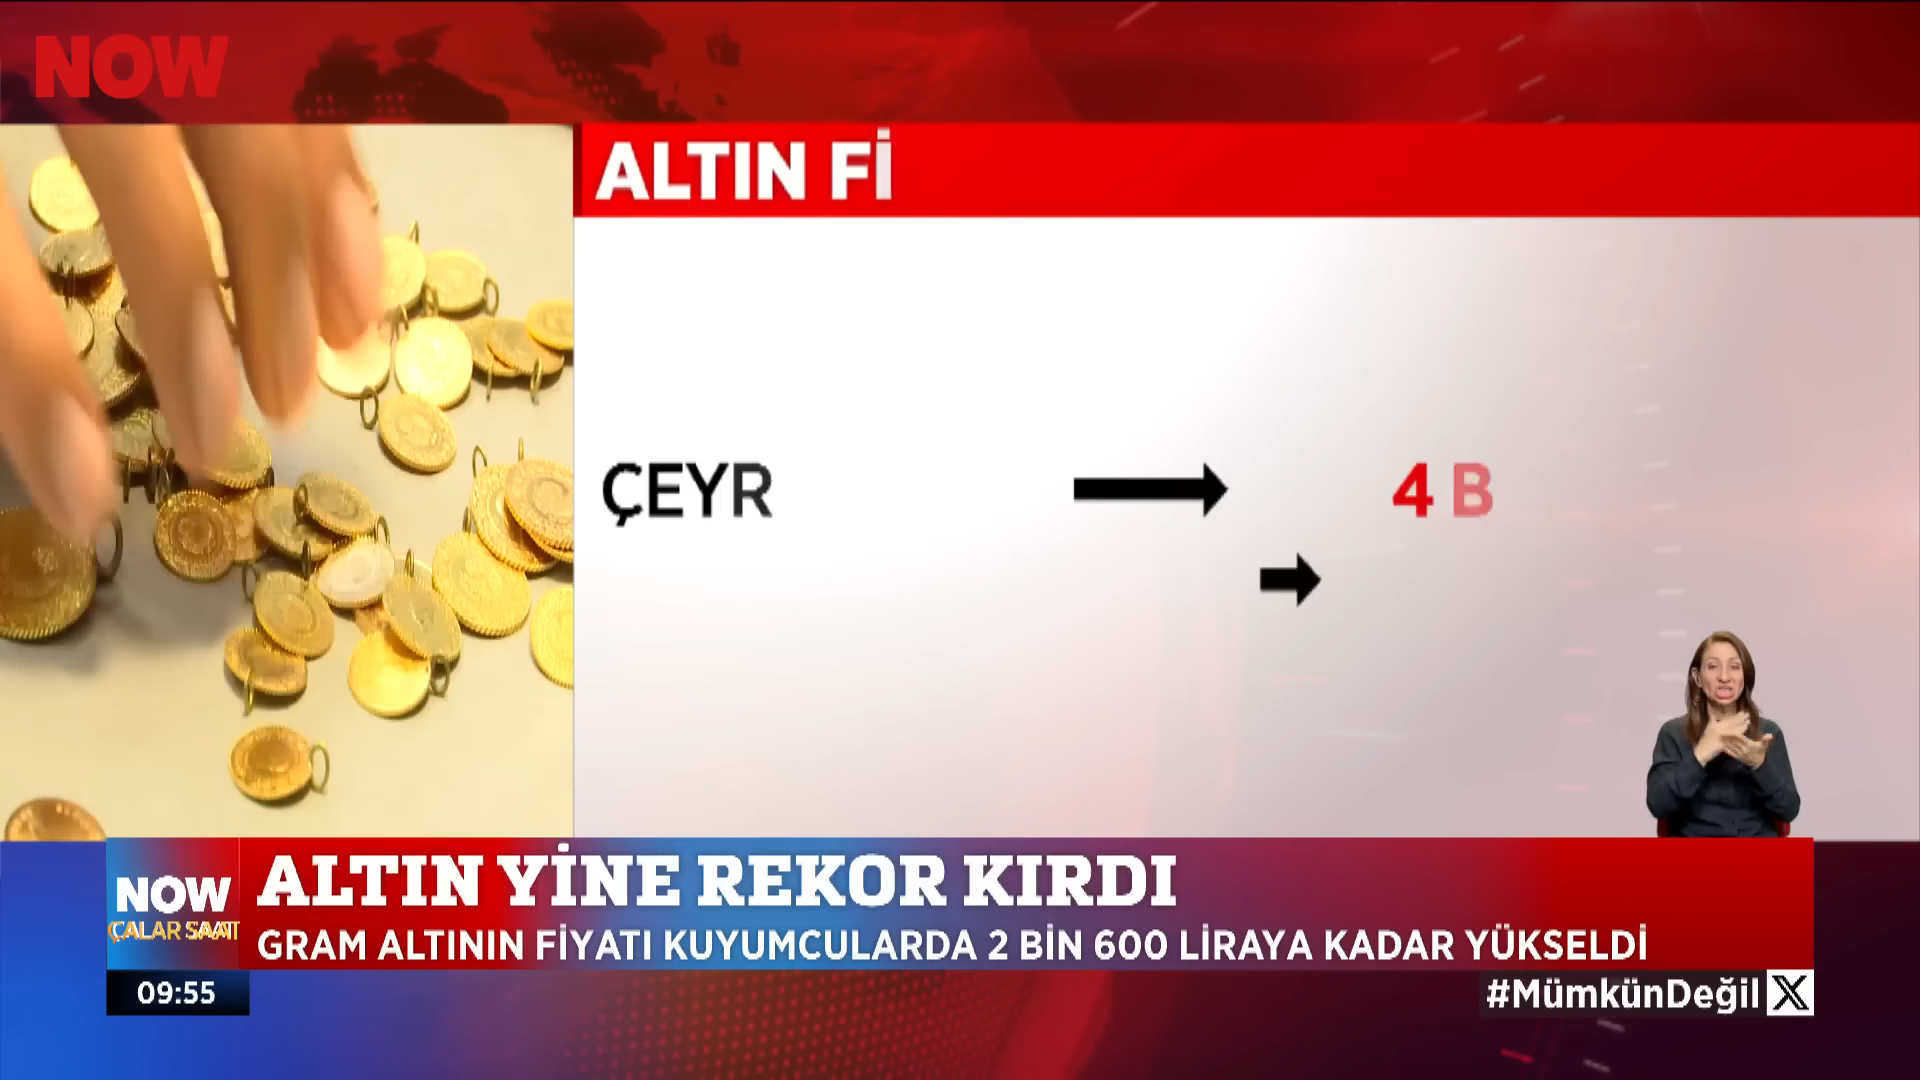 NOW
ALTIN Fİ
ÇEYR 4 B
NOW
ÇALAR SAAT
ALTIN YİNE REKOR KIRDI
GRAM ALTININ FİYATI KUYUMCULARDA 2 BİN 600 LİRAYA KADAR YÜKSELDİ
09:55
#MümkünDeğil X